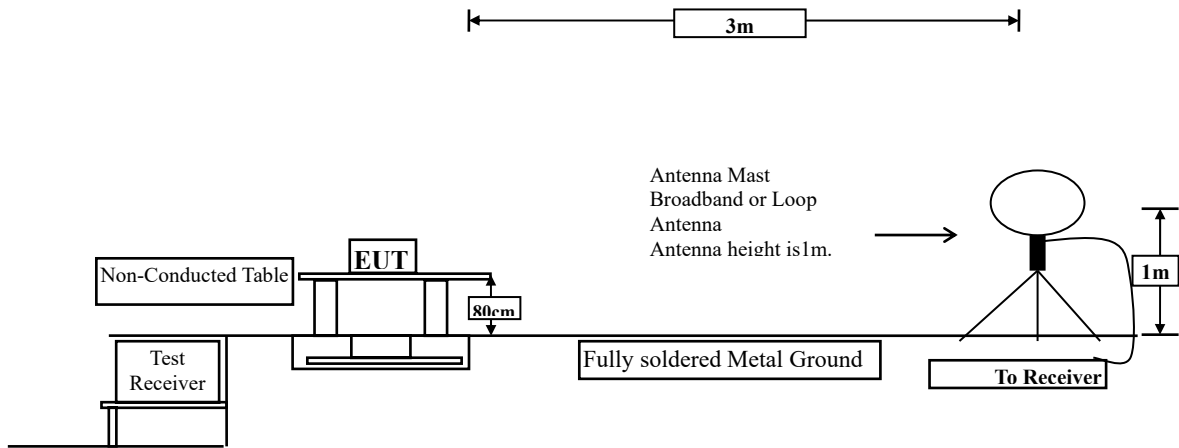 3m
Antenna Mast
Broadband or Loop
Antenna
Antenna height is1m.
EUT
Non-Conducted Table
80cm
1m
Test
Receiver
Fully soldered Metal Ground
To Receiver